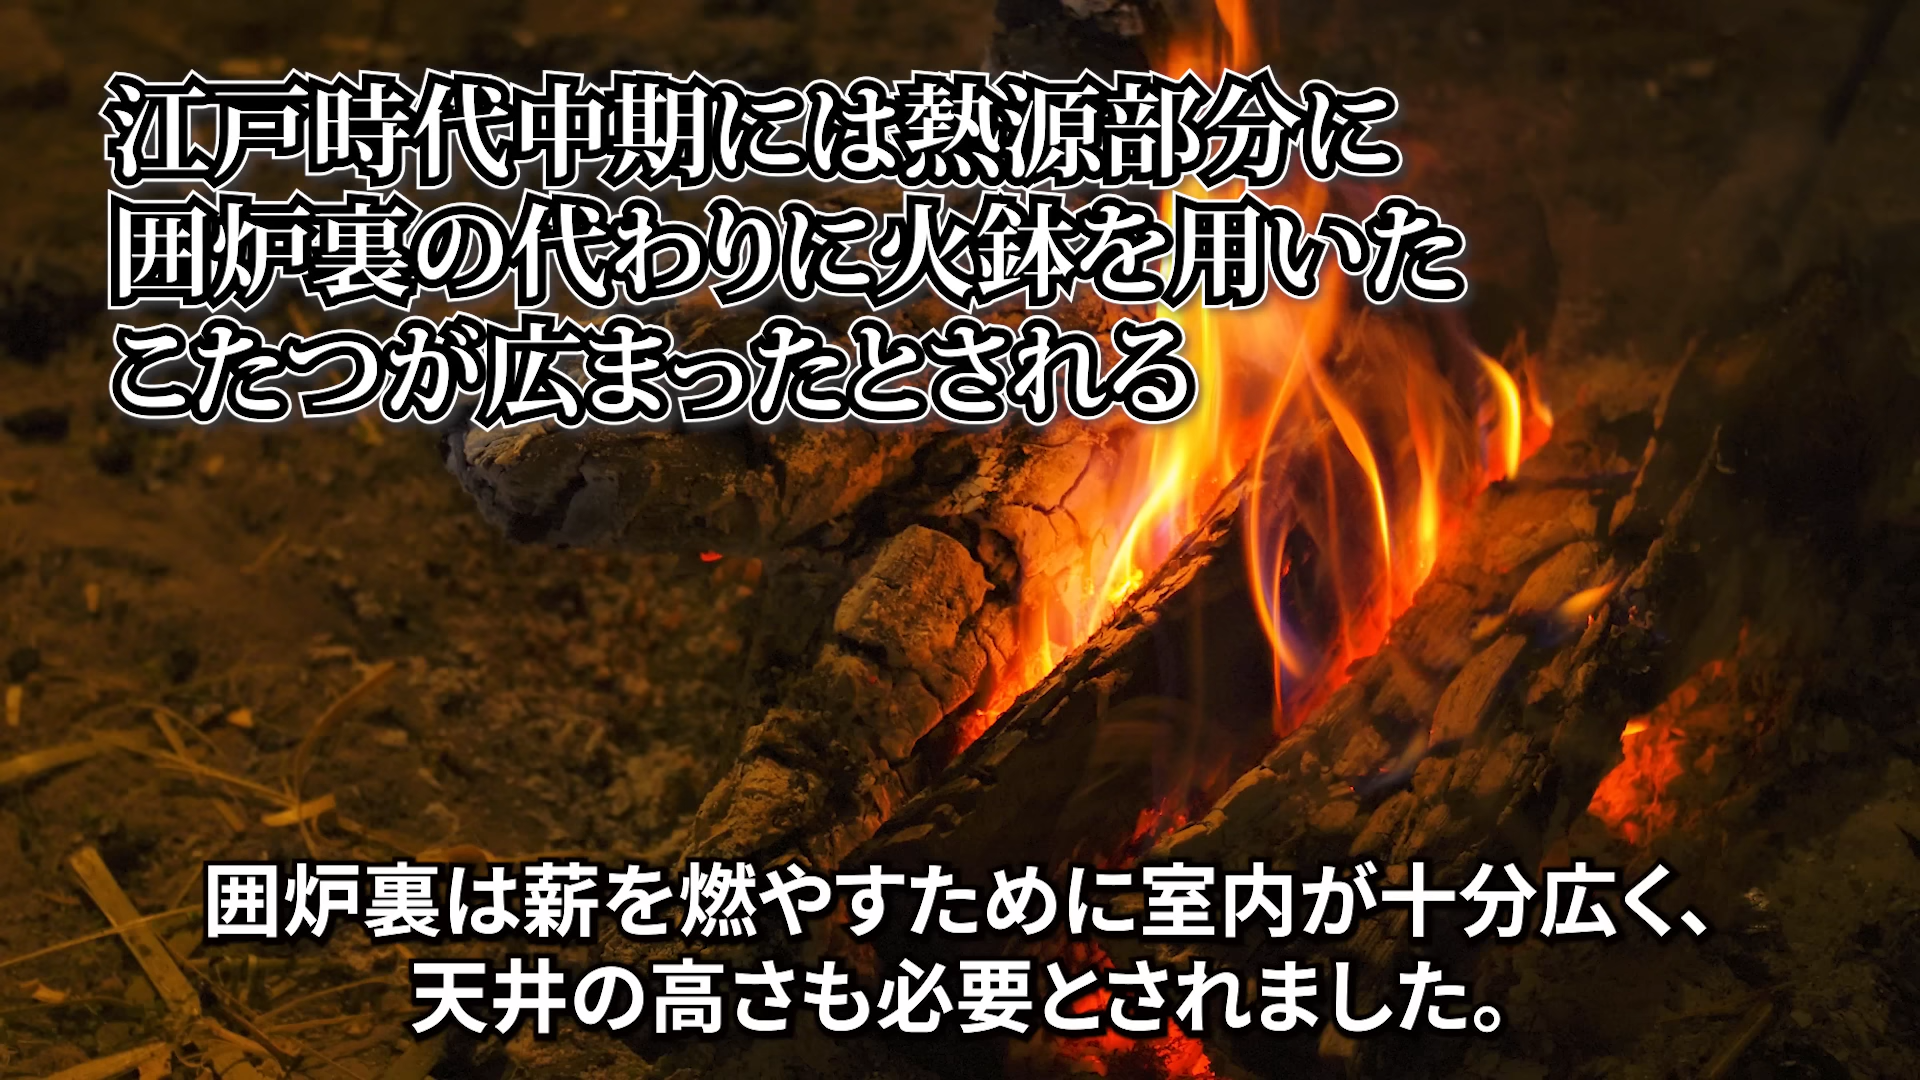 江戸時代中期には熱源部分に
囲炉裏の代わりに火鉢を用いた
こたつが広まったとされる
囲炉裏は薪を燃やすために室内が十分広く、
天井の高さも必要とされました。